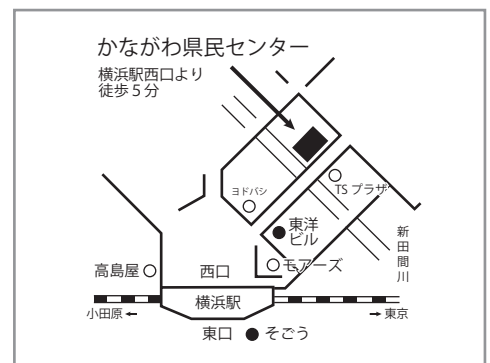 かながわ県民センター
横浜駅西口より
徒歩5分
ヨドバシ
TSプラザ
東洋
ビル
新田間川
モアーズ
高島屋
西口
横浜駅
小田原←
→東京
東口
そごう